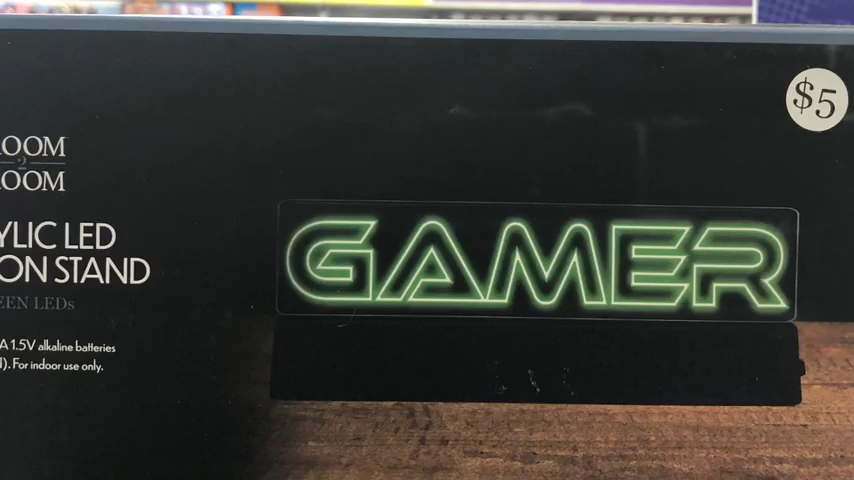 OOM
2
OOM
YLIC LED
ON STAND
EEN LEDs
A 1.5V alkaline batteries
). For indoor use only.
GAMER
$5